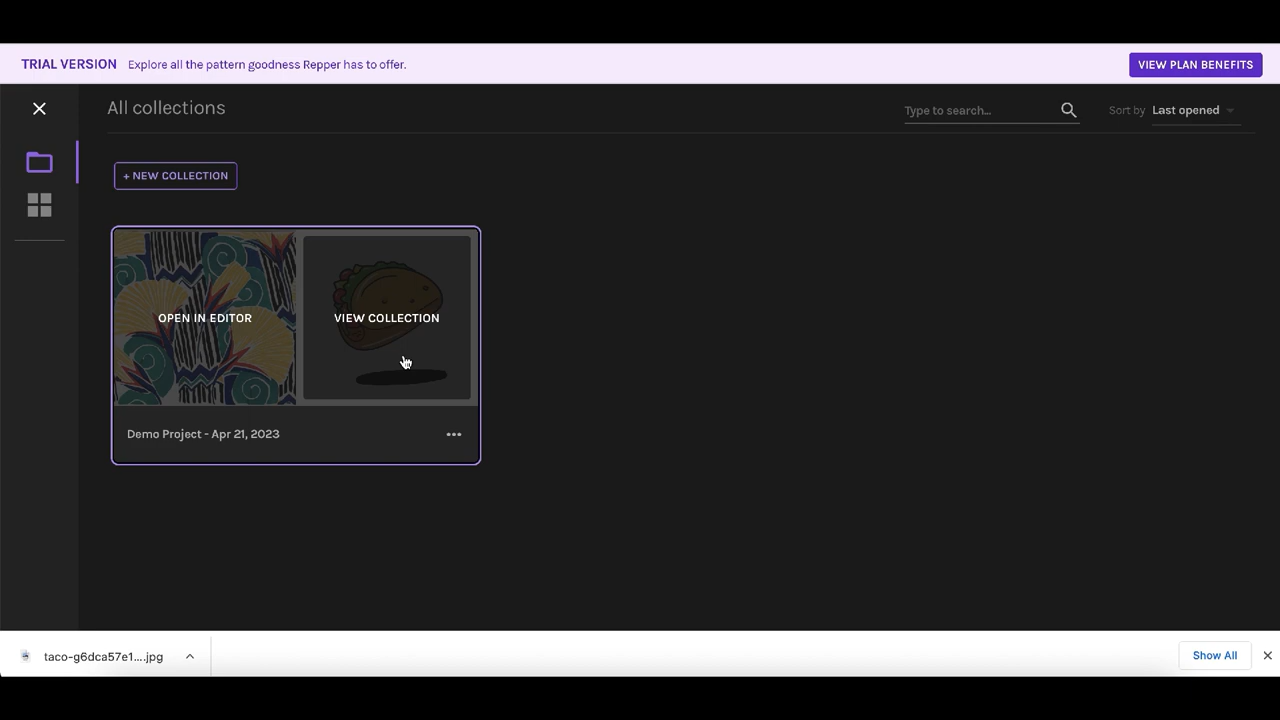 TRIAL VERSION Explore all the pattern goodness Repper has to offer. VIEW PLAN BENEFITS
All collections Type to search... Sort by Last opened
+ NEW COLLECTION
OPEN IN EDITOR VIEW COLLECTION
Demo Project - Apr 21, 2023
taco-g6dca57e1....jpg Show All